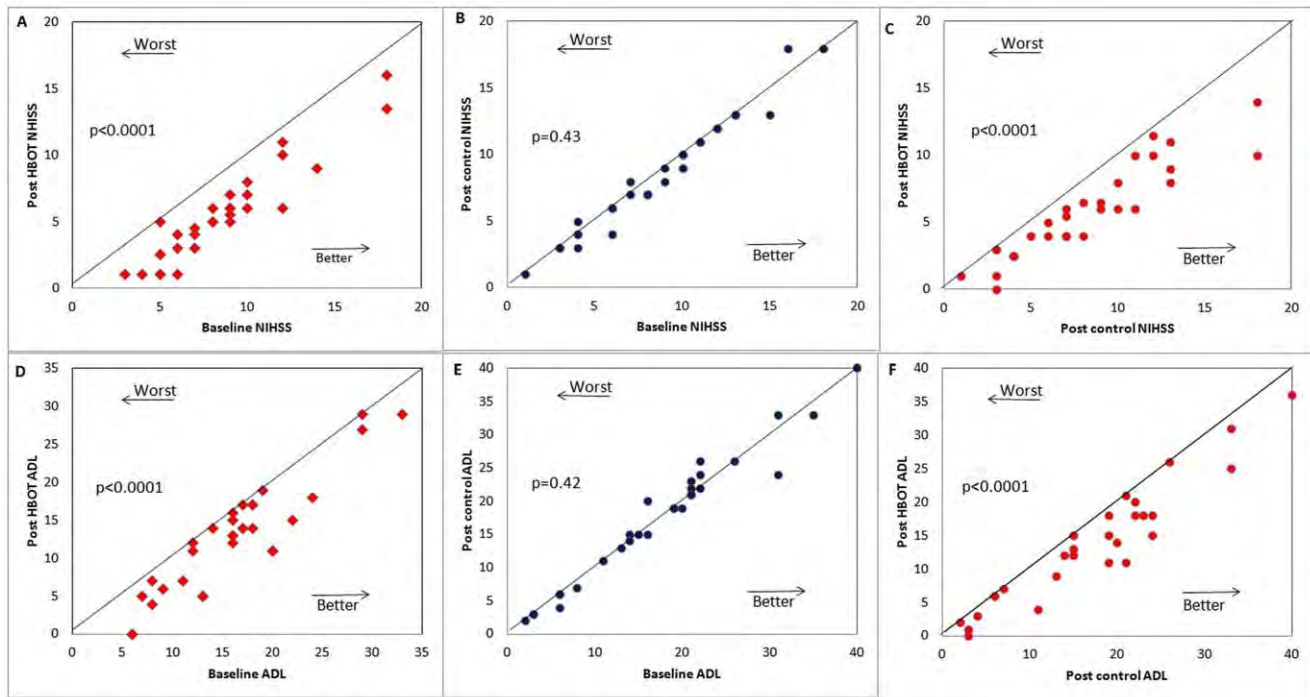 A
Worst
p<0.0001
Better
Post HBOT NIHSS
20
15
10
5
0
0 5 10 15 20
Baseline NIHSS
B
Worst
p=0.43
Better
Post control NIHSS
20
15
10
5
0
0 5 10 15 20
Baseline NIHSS
C
Worst
p<0.0001
Better
Post HBOT NIHSS
20
15
10
5
0
0 5 10 15 20
Post control NIHSS
D
Worst
p<0.0001
Better
Post HBOT ADL
35
30
25
20
15
10
5
0
0 5 10 15 20 25 30 35
Baseline ADL
E
Worst
p=0.42
Better
Post control ADL
40
35
30
25
20
15
10
5
0
0 10 20 30 40
Baseline ADL
F
Worst
p<0.0001
Better
Post HBOT ADL
40
35
30
25
20
15
10
5
0
0 10 20 30 40
Post control ADL